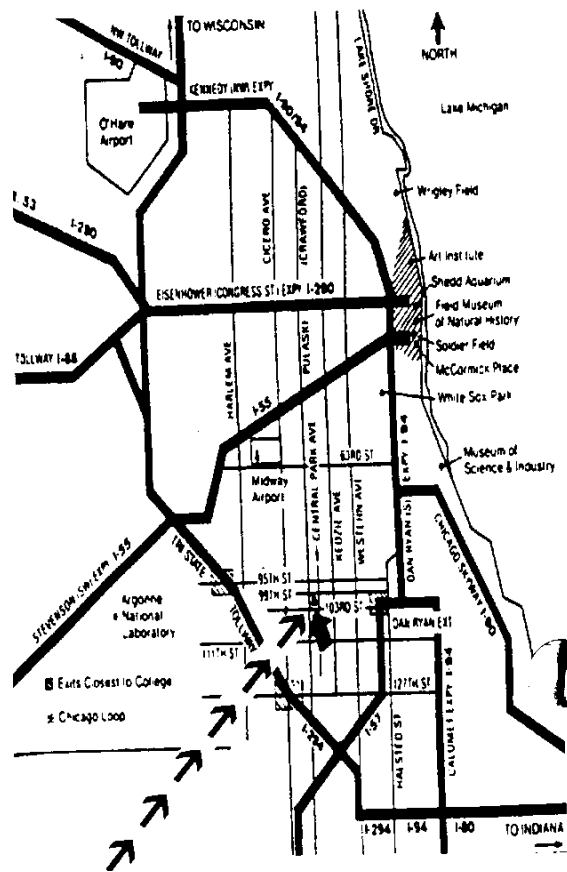 TO WISCONSIN
NW TOLLWAY
I-90
NORTH
LAKE SHORE DR
KENNEDY (NW) EXPY
I-90/94
O'Hare
Airport
Lake Michigan
CICERO AVE
(CRAWFORD)
Wrigley Field
I-290
Art Institute
Shedd Aquarium
EISENHOWER (CONGRESS ST) EXPY I-290
Field Museum
of Natural History
Soldier Field
McCormick Place
TOLLWAY I-88
HARLEM AVE
PULASKI
I-55
White Sox Park
CENTRAL PARK AVE
63RD ST
Midway
Airport
KEDZIE AVE
WESTERN AVE
DAN RYAN (S) EXPY I-94
Museum of
Science & Industry
CHICAGO SKYWAY I-90
STEVENSON (SW) EXPY I-55
TRI STATE
TOLLWAY
95TH ST
99TH ST
103RD ST
DAN RYAN EXT
Argonne
National
Laboratory
111TH ST
Exits Closest to College
Chicago Loop
127TH ST
I-294
I-57
HALSTED ST
CALUMET EXPY I-94
I-294 I-94 I-80
TO INDIANA